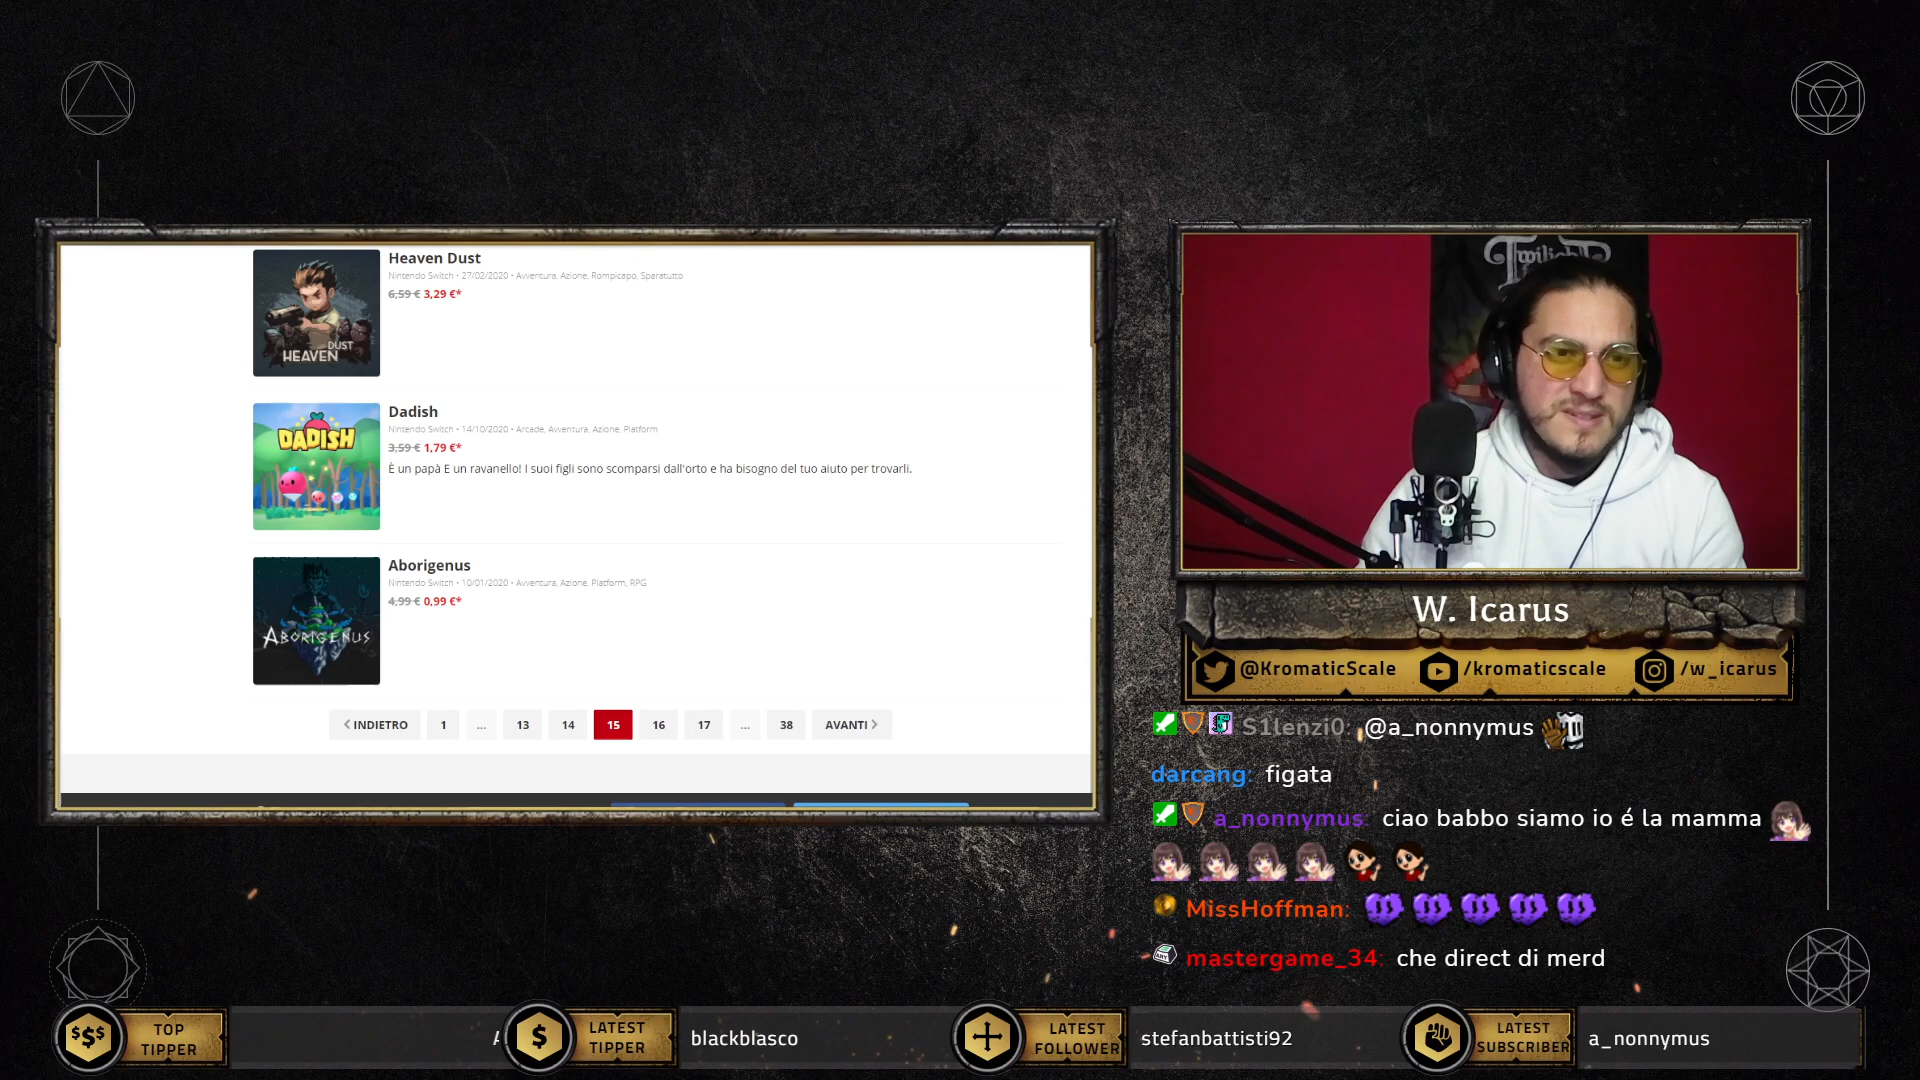 Heaven Dust
Nintendo Switch • 27/02/2020 • Avventura, Azione, Rompicapo, Sparatutto
6,59 € 3,29 €*
HEAVEN DUST
Dadish
Nintendo Switch • 14/10/2020 • Arcade, Avventura, Azione, Platform
3,59 € 1,79 €*
È un papà E un ravanello! I suoi figli sono scomparsi dall'orto e ha bisogno del tuo aiuto per trovarli.
DADISH
Aborigenus
Nintendo Switch • 10/01/2020 • Avventura, Azione, Platform, RPG
4,99 € 0,99 €*
ABORIGENUS
INDIETRO 1 ... 13 14 15 16 17 ... 38 AVANTI
Twilight
W. Icarus
@KromaticScale /kromaticscale /w_icarus
S1lenzi0: @a_nonnymus
darcang: figata
a_nonnymus: ciao babbo siamo io é la mamma
MissHoffman:
mastergame_34: che direct di merd
$$$ TOP TIPPER
$ LATEST TIPPER blackblasco
LATEST FOLLOWER stefanbattisti92
LATEST SUBSCRIBER a_nonnymus